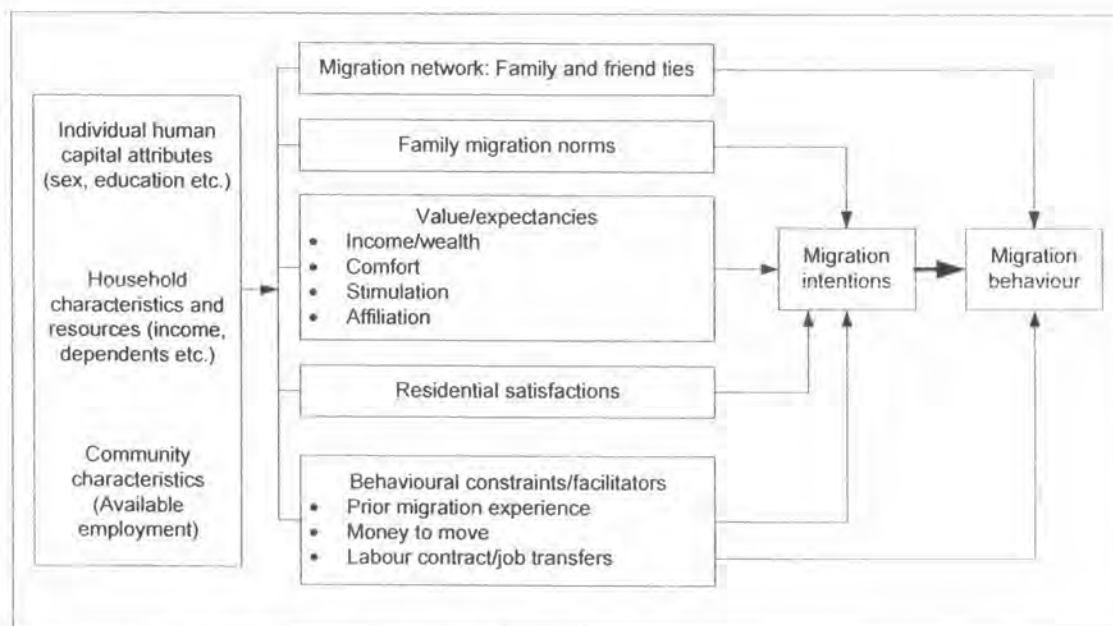 Individual human
capital attributes
(sex, education etc.)
Household
characteristics and
resources (income,
dependents etc.)
Community
characteristics
(Available
employment)
Migration network: Family and friend ties
Family migration norms
Value/expectancies
• Income/wealth
• Comfort
• Stimulation
• Affiliation
Residential satisfactions
Behavioural constraints/facilitators
• Prior migration experience
• Money to move
• Labour contract/job transfers
Migration
intentions
Migration
behaviour